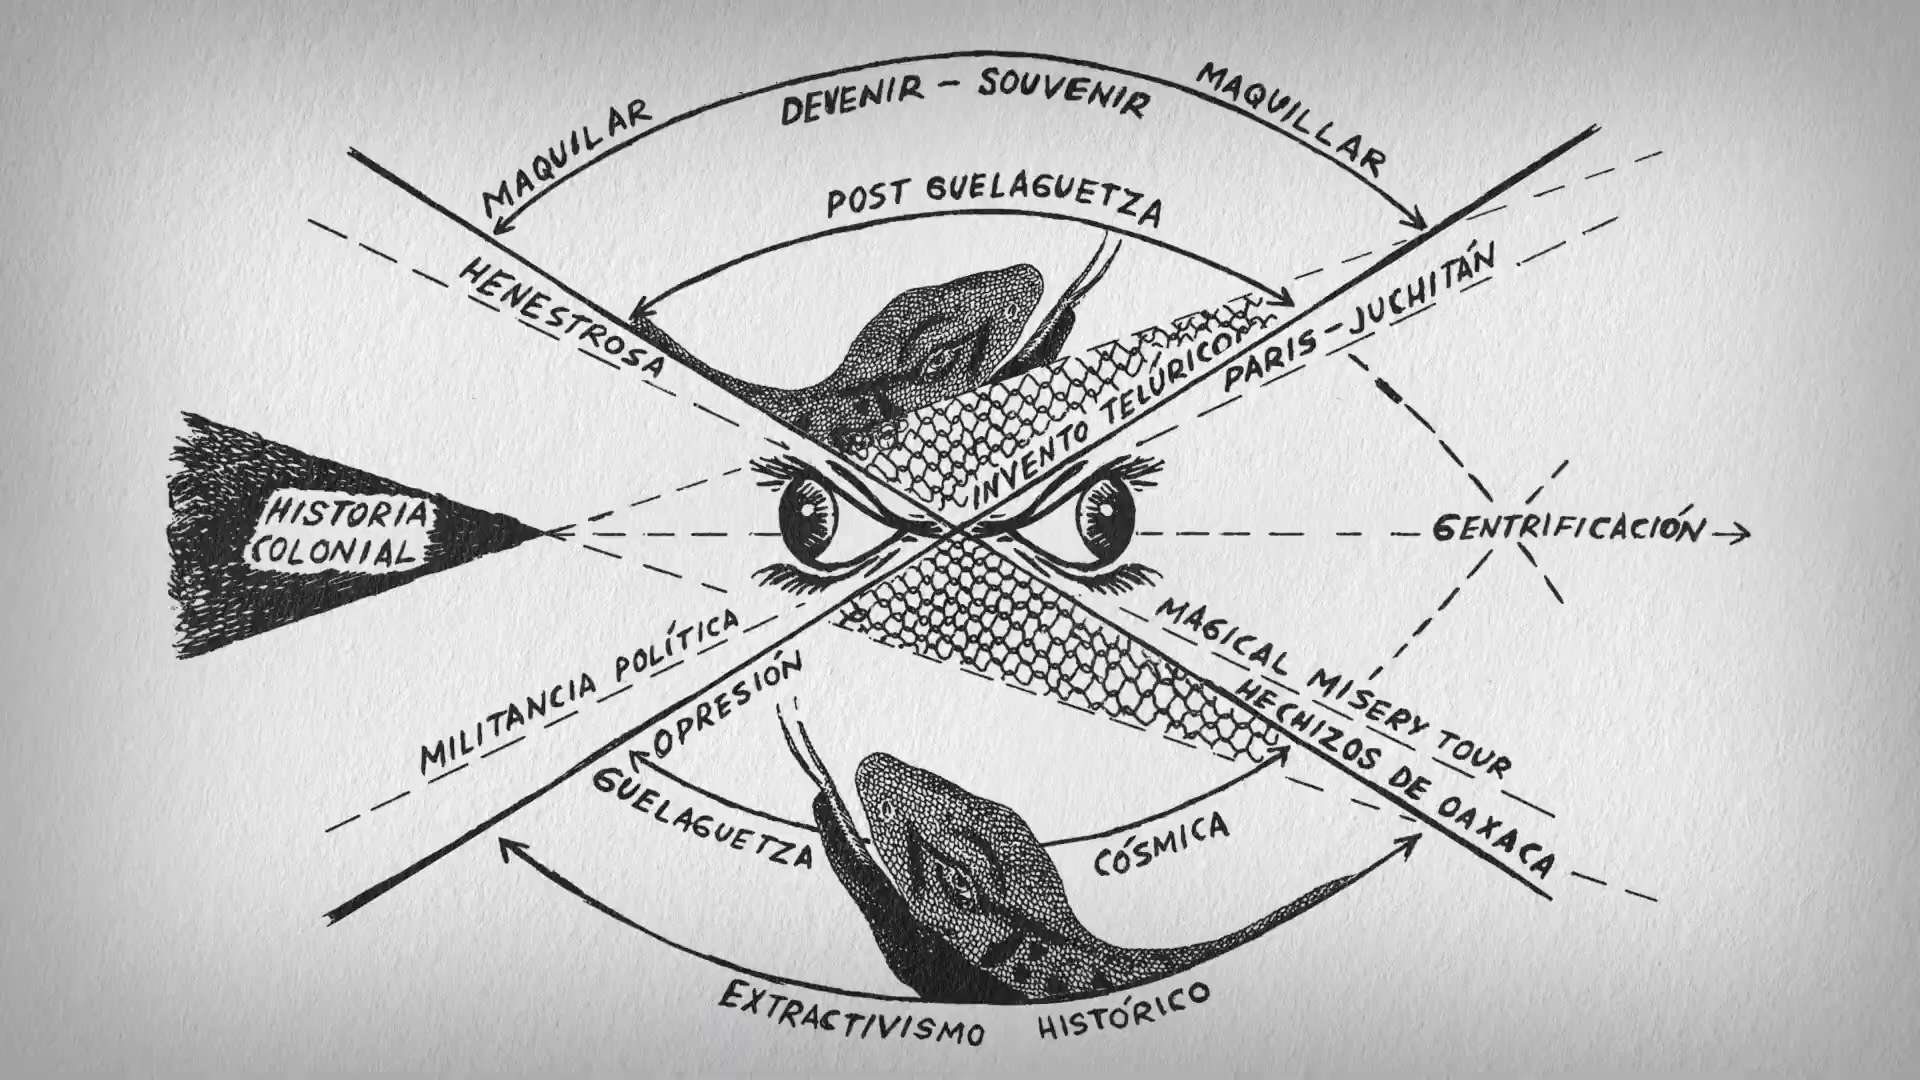 MAQUILAR
DEVENIR - SOUVENIR
MAQUILLAR
POST GUELAGUETZA
HENESTROSA
INVENTO TELÚRICO
PARIS-JUCHITÁN
HISTORIA
COLONIAL
GENTRIFICACIÓN
MILITANCIA POLÍTICA
OPRESIÓN
MAGICAL MISERY TOUR
HECHIZOS DE OAXACA
GUELAGUETZA
CÓSMICA
EXTRACTIVISMO HISTÓRICO